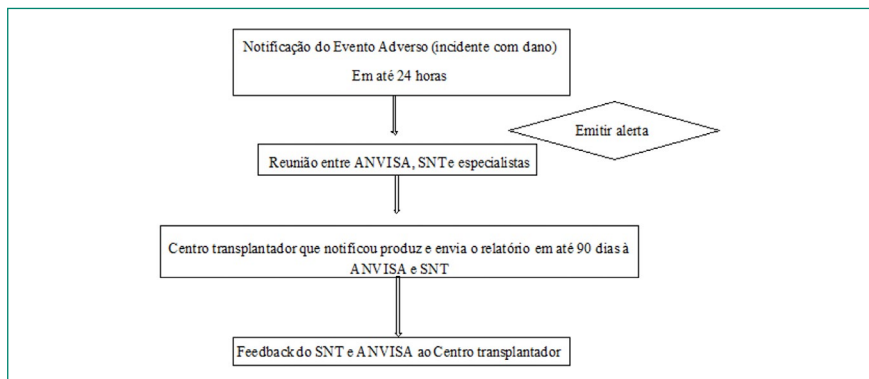 Notificação do Evento Adverso (incidente com dano)
Em até 24 horas
Emitir alerta
Reunião entre ANVISA, SNT e especialistas
Centro transplantador que notificou produz e envia o relatório em até 90 dias à
ANVISA e SNT
Feedback do SNT e ANVISA ao Centro transplantador